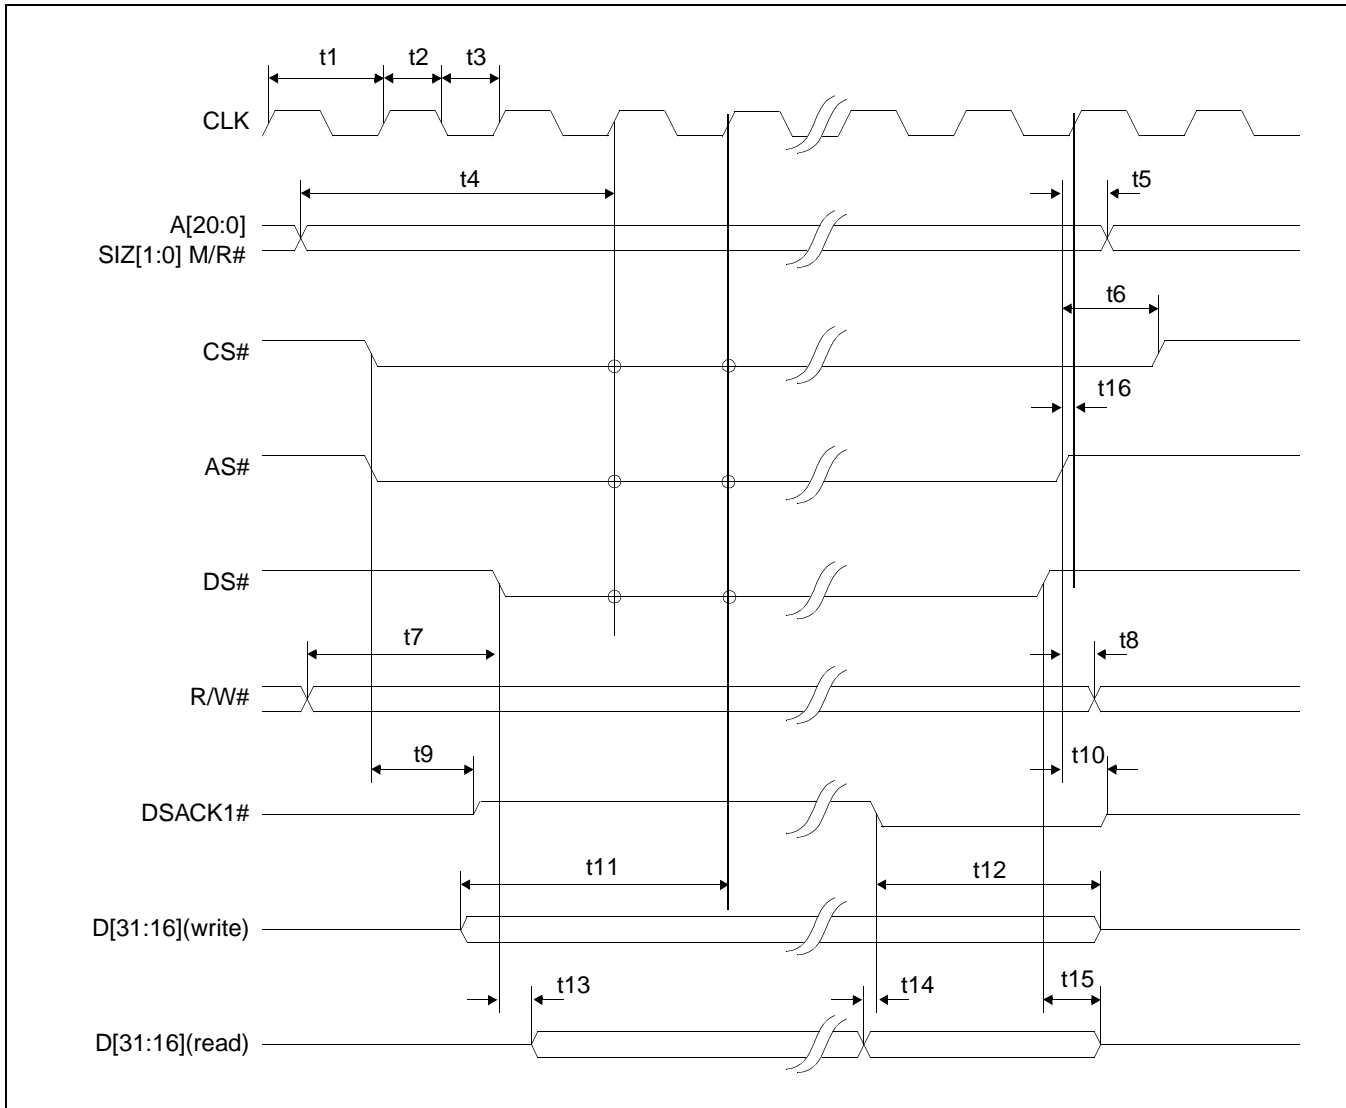 t1 t2 t3
CLK
t4 t5
A[20:0]
SIZ[1:0] M/R#
t6
CS#
t16
AS#
DS#
t7 t8
R/W#
t9 t10
DSACK1#
t11 t12
D[31:16](write)
t13 t14 t15
D[31:16](read)